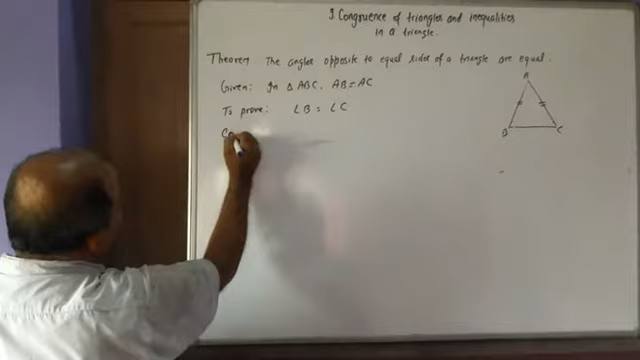 3. Congruence of triangles and inequalities
in a triangle.
Theorem The angles opposite to equal sides of a triangle are equal.
Given: In △ ABC, AB = AC
To prove: ∠B = ∠C
Co
A
B C